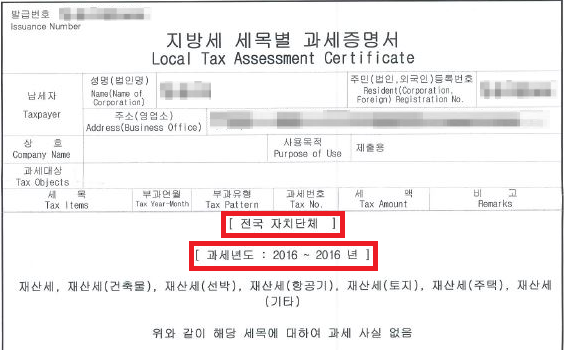 발급번호
Issuance Number
지방세 세목별 과세증명서
Local Tax Assessment Certificate
납세자
Taxpayer
성명(법인명)
Name(Name of
Corporation)
주민(법인,외국인)등록번호
Resident(Corporation,
Foreign) Registration No.
주소(영업소)
Address(Business Office)
상 호
Company Name
사용목적
Purpose of Use
제출용
과세대상
Tax Objects
세 목
Tax Items
부과연월
Tax Year-Month
부과유형
Tax Pattern
과세번호
Tax No.
세 액
Tax Amount
비 고
Remarks
[ 전국 자치단체 ]
[ 과세년도 : 2016 ~ 2016 년 ]
재산세, 재산세(건축물), 재산세(선박), 재산세(항공기), 재산세(토지), 재산세(주택), 재산세
(기타)
위와 같이 해당 세목에 대하여 과세 사실 없음